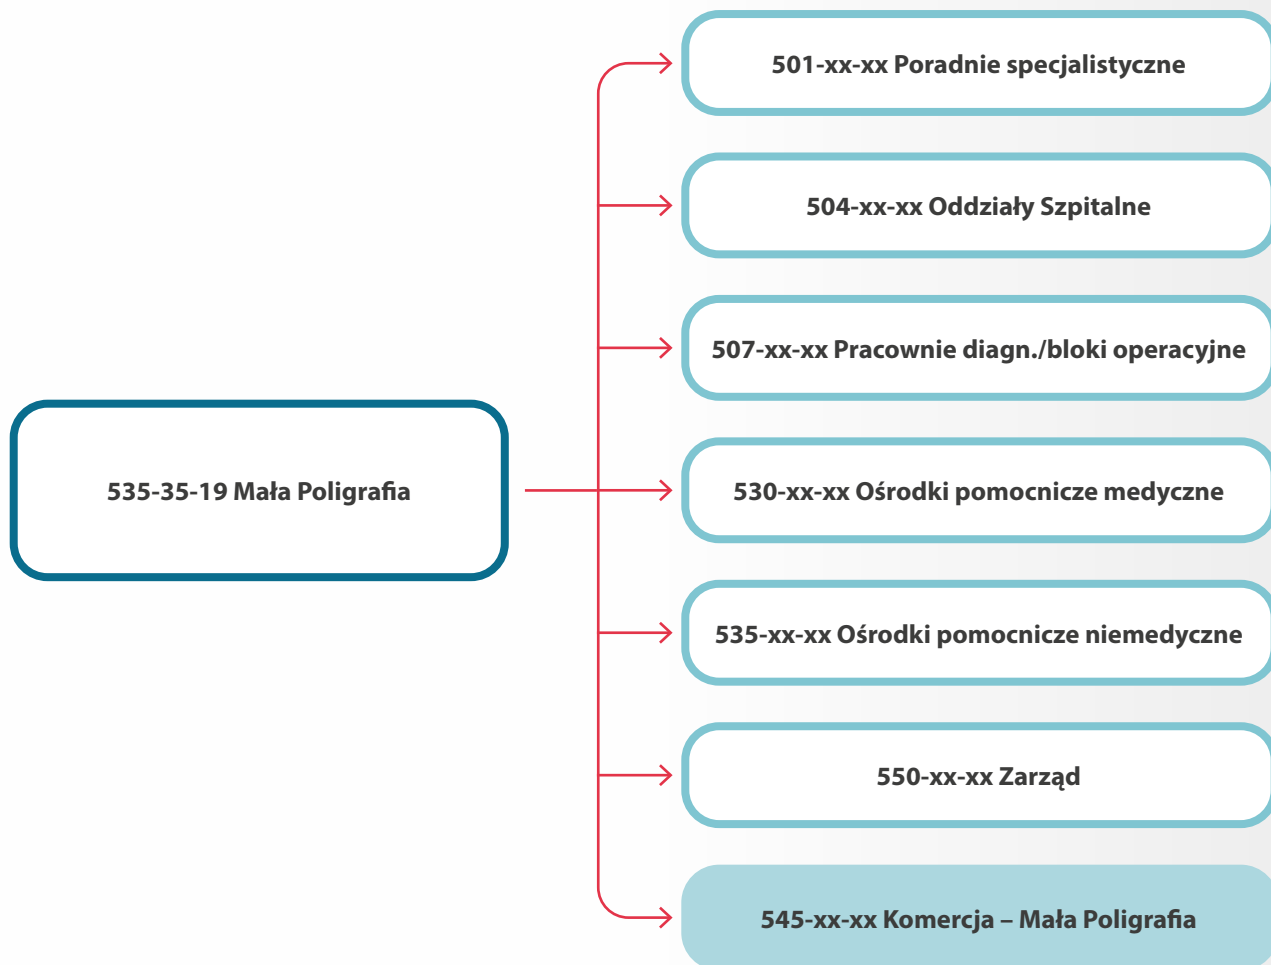 501-xx-xx Poradnie specjalistyczne
504-xx-xx Oddziały Szpitalne
507-xx-xx Pracownie diagn./bloki operacyjne
535-35-19 Mała Poligrafia
530-xx-xx Ośrodki pomocnicze medyczne
535-xx-xx Ośrodki pomocnicze niemedyczne
550-xx-xx Zarząd
545-xx-xx Komercja – Mała Poligrafia